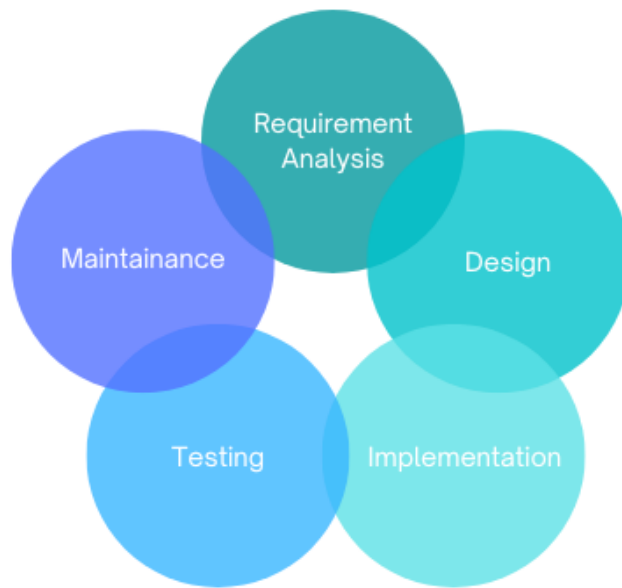 Requirement
Analysis
Maintainance
Design
Testing
Implementation